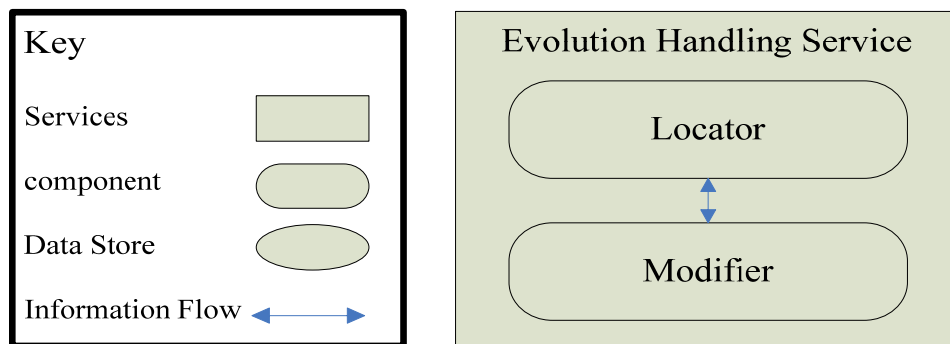 Key
Services
component
Data Store
Information Flow
Evolution Handling Service
Locator
Modifier